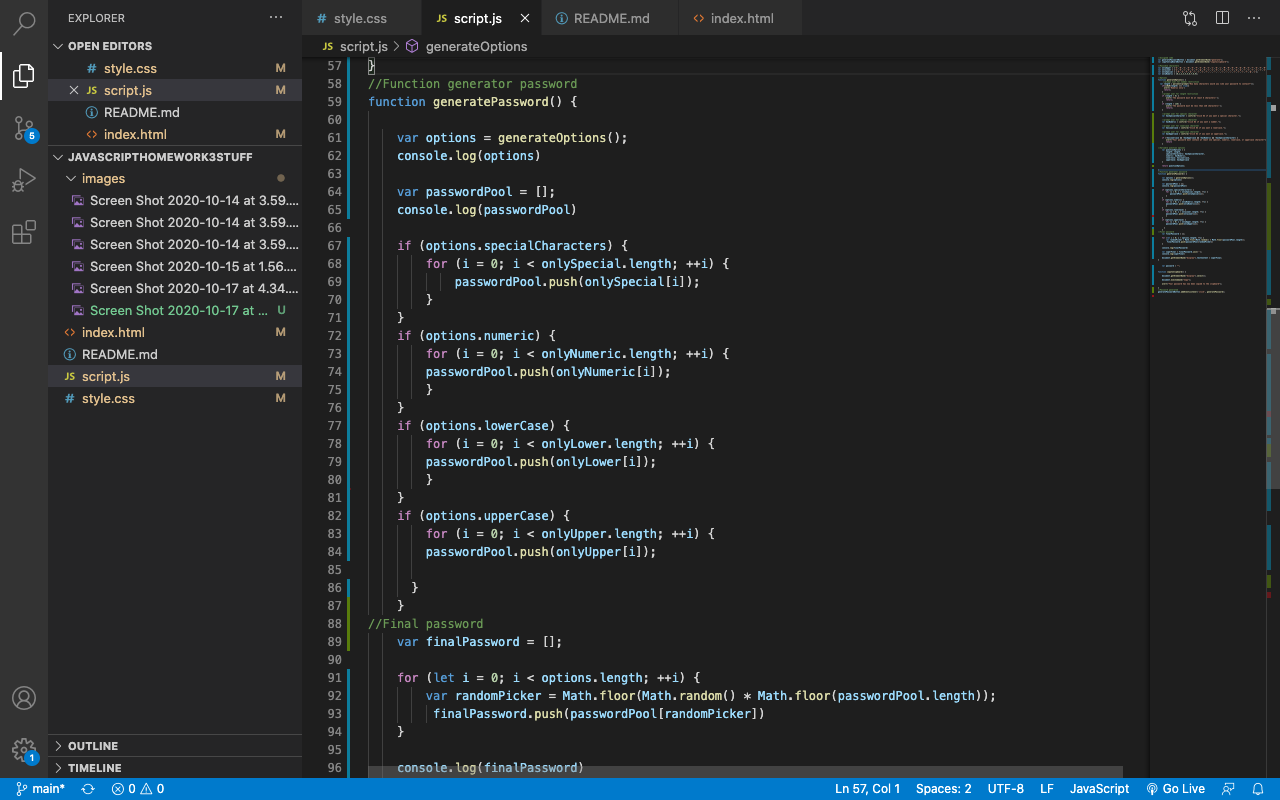 EXPLORER
OPEN EDITORS
# style.css M
JS script.js M
README.md
<> index.html M
JAVASCRIPTHOMEWORK3STUFF
images
Screen Shot 2020-10-14 at 3.59....
Screen Shot 2020-10-14 at 3.59....
Screen Shot 2020-10-14 at 3.59....
Screen Shot 2020-10-15 at 1.56....
Screen Shot 2020-10-17 at 4.34....
Screen Shot 2020-10-17 at ... U
<> index.html M
README.md
JS script.js M
# style.css M
OUTLINE
TIMELINE
5
1
# style.css
JS script.js
README.md
<> index.html
JS script.js > generateOptions
57 }
58 //Function generator password
59 function generatePassword() {
60
61 var options = generateOptions();
62 console.log(options)
63
64 var passwordPool = [];
65 console.log(passwordPool)
66
67 if (options.specialCharacters) {
68 for (i = 0; i < onlySpecial.length; ++i) {
69 passwordPool.push(onlySpecial[i]);
70 }
71 }
72 if (options.numeric) {
73 for (i = 0; i < onlyNumeric.length; ++i) {
74 passwordPool.push(onlyNumeric[i]);
75 }
76 }
77 if (options.lowerCase) {
78 for (i = 0; i < onlyLower.length; ++i) {
79 passwordPool.push(onlyLower[i]);
80 }
81 }
82 if (options.upperCase) {
83 for (i = 0; i < onlyUpper.length; ++i) {
84 passwordPool.push(onlyUpper[i]);
85
86 }
87 }
88 //Final password
89 var finalPassword = [];
90
91 for (let i = 0; i < options.length; ++i) {
92 var randomPicker = Math.floor(Math.random() * Math.floor(passwordPool.length));
93 finalPassword.push(passwordPool[randomPicker])
94 }
95
96 console.log(finalPassword)
main* 0 0 Ln 57, Col 1 Spaces: 2 UTF-8 LF JavaScript Go Live